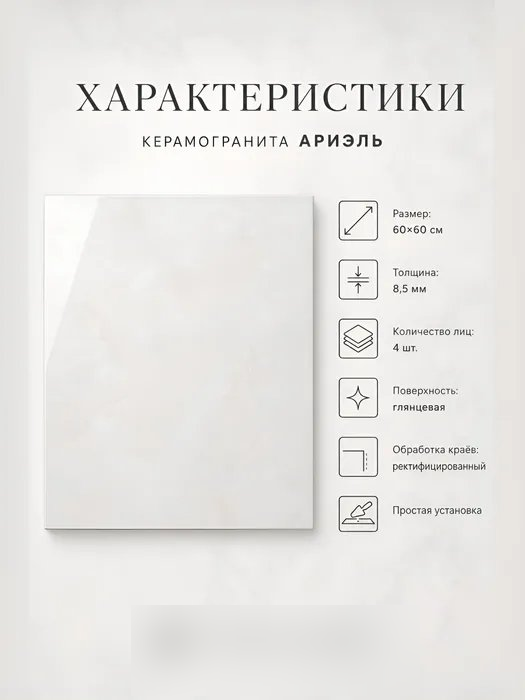 ХАРАКТЕРИСТИКИ
КЕРАМОГРАНИТА АРИЭЛЬ
Размер:
60×60 см
Толщина:
8,5 мм
Количество лиц:
4 шт.
Поверхность:
глянцевая
Обработка краёв:
ректифицированный
Простая установка